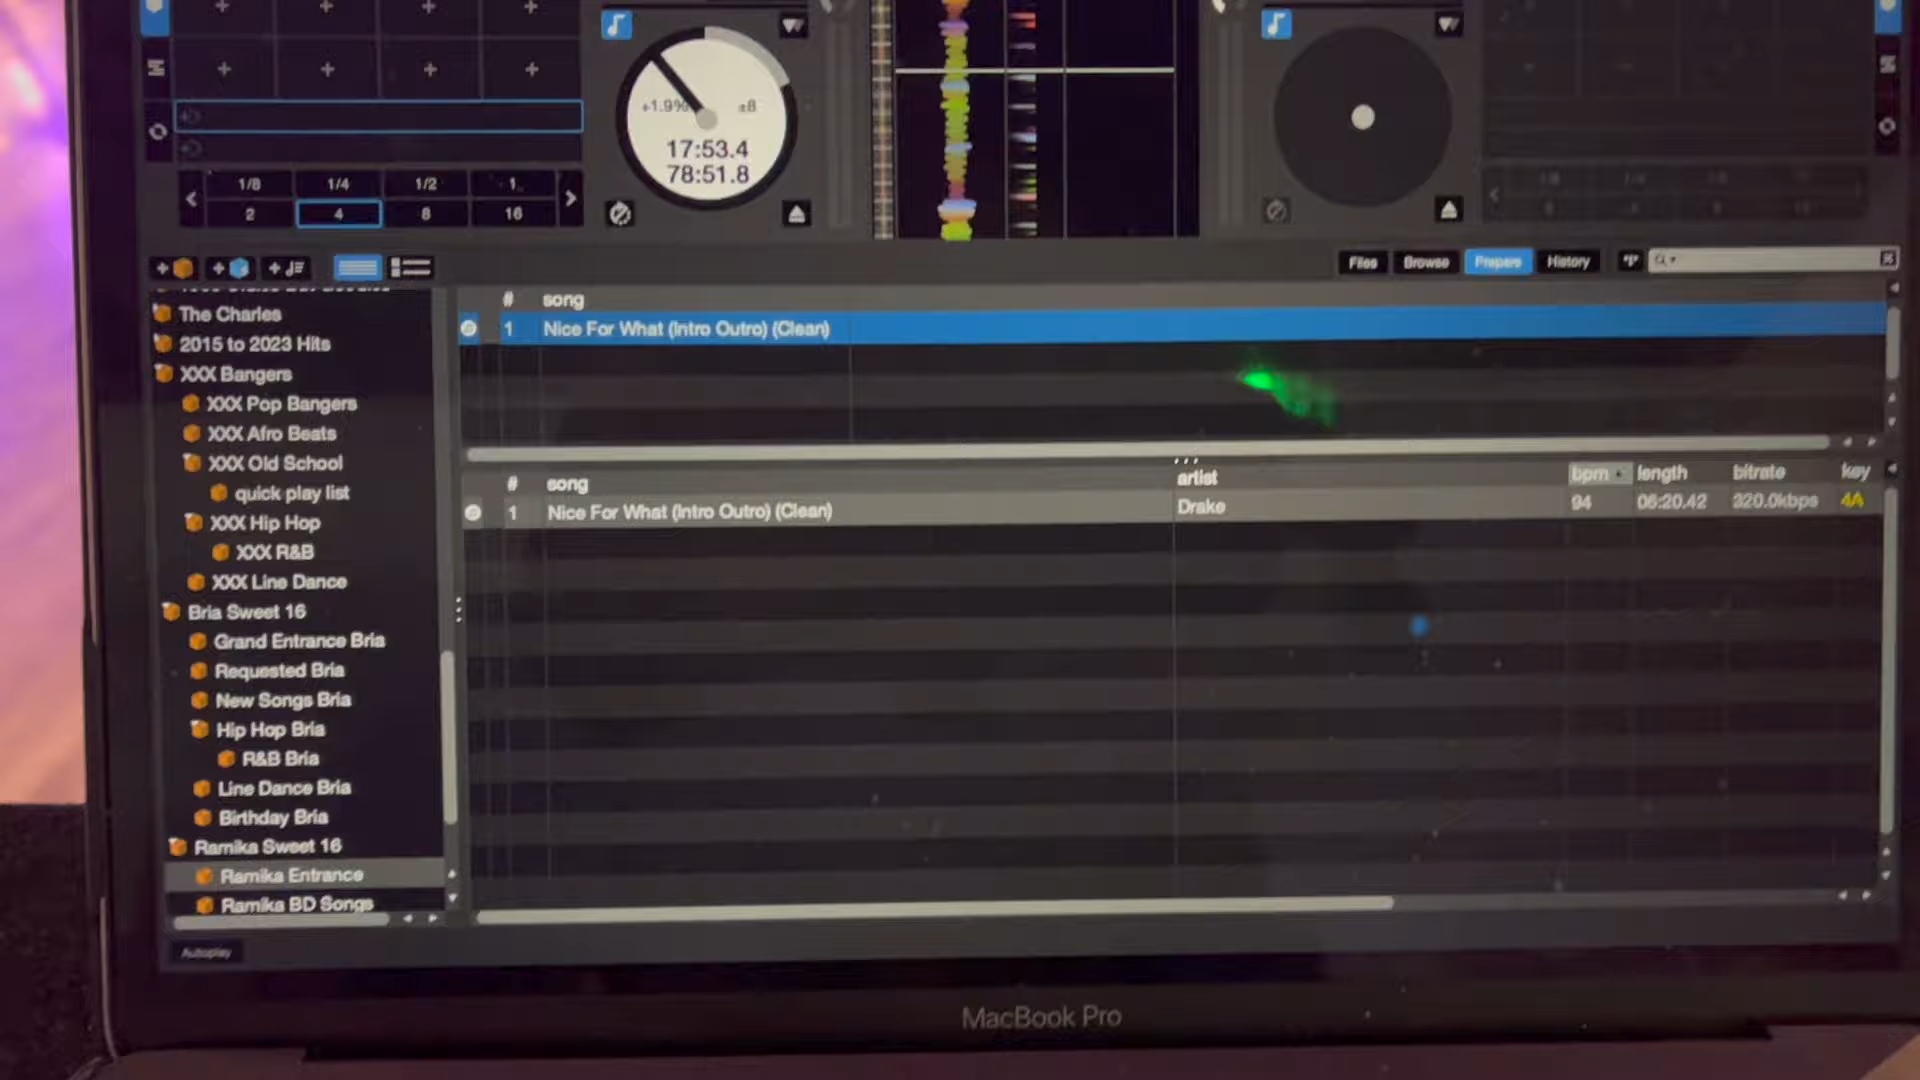 +1.9% ±8
17:53.4
78:51.8
1/8 1/4 1/2 1
2 4 8 16
Files Browse Prepare History
# song
1 Nice For What (Intro Outro) (Clean)
The Charles
2015 to 2023 Hits
XXX Bangers
XXX Pop Bangers
XXX Afro Beats
XXX Old School
quick play list
XXX Hip Hop
XXX R&B
XXX Line Dance
Bria Sweet 16
Grand Entrance Bria
Requested Bria
New Songs Bria
Hip Hop Bria
R&B Bria
Line Dance Bria
Birthday Bria
Ramika Sweet 16
Ramika Entrance
Ramika BD Songs
# song artist bpm length bitrate key
1 Nice For What (Intro Outro) (Clean) Drake 94 06:20.42 320.0kbps 4A
Autoplay
MacBook Pro